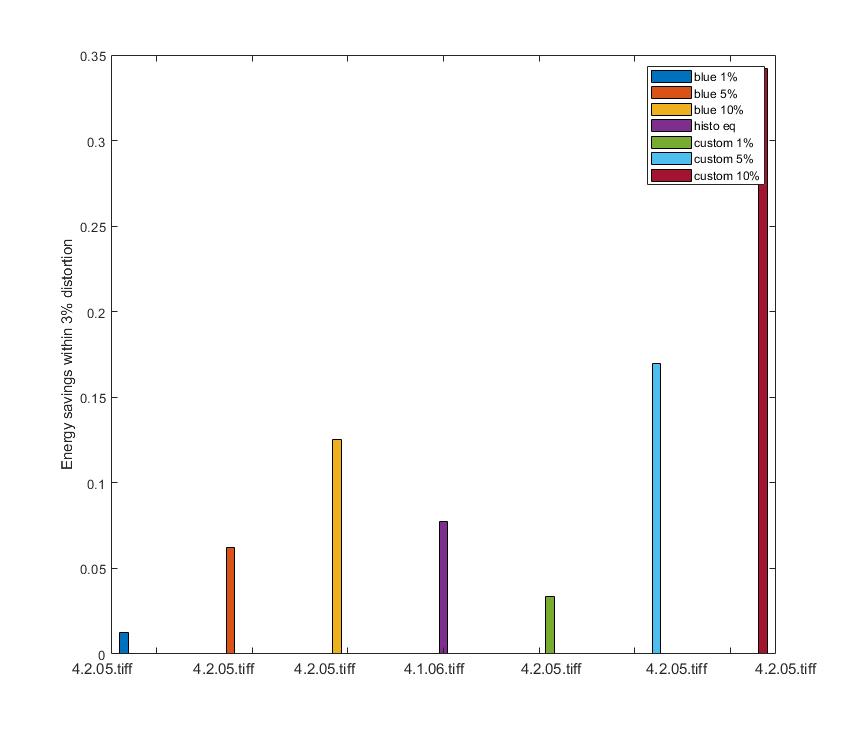 0.35
0.3
0.25
0.2
0.15
0.1
0.05
0
Energy savings within 3% distortion
blue 1%
blue 5%
blue 10%
histo eq
custom 1%
custom 5%
custom 10%
4.2.05.tiff 4.2.05.tiff 4.2.05.tiff 4.1.06.tiff 4.2.05.tiff 4.2.05.tiff 4.2.05.tiff